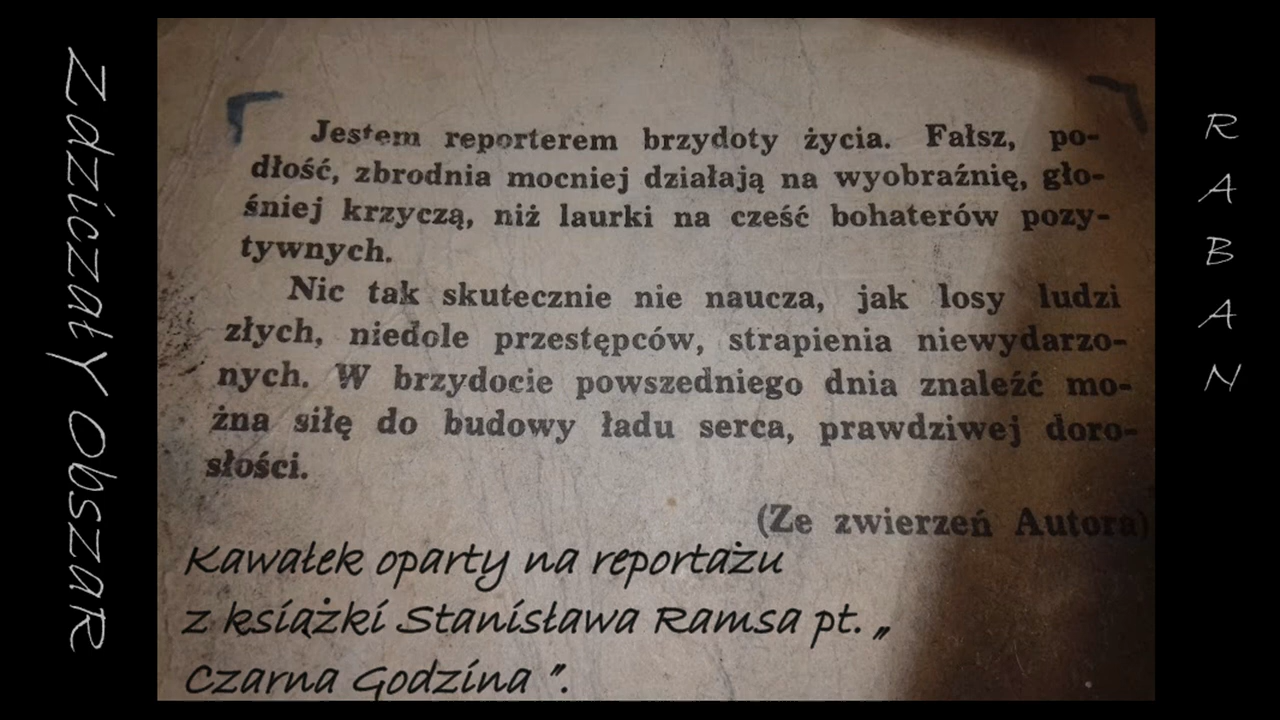 ZdziczałY ObszaR
Jestem reporterem brzydoty życia. Fałsz, po-
dłość, zbrodnia mocniej działają na wyobraźnię, gło-
śniej krzyczą, niż laurki na cześć bohaterów pozy-
tywnych.
Nic tak skutecznie nie naucza, jak losy ludzi
złych, niedole przestępców, strapienia niewydarzo-
nych. W brzydocie powszedniego dnia znaleźć mo-
żna siłę do budowy ładu serca, prawdziwej doro-
słości.
(Ze zwierzeń Autora)
Kawałek oparty na reportażu
z książki Stanisława Ramsa pt. „
Czarna Godzina ”.
RABAN